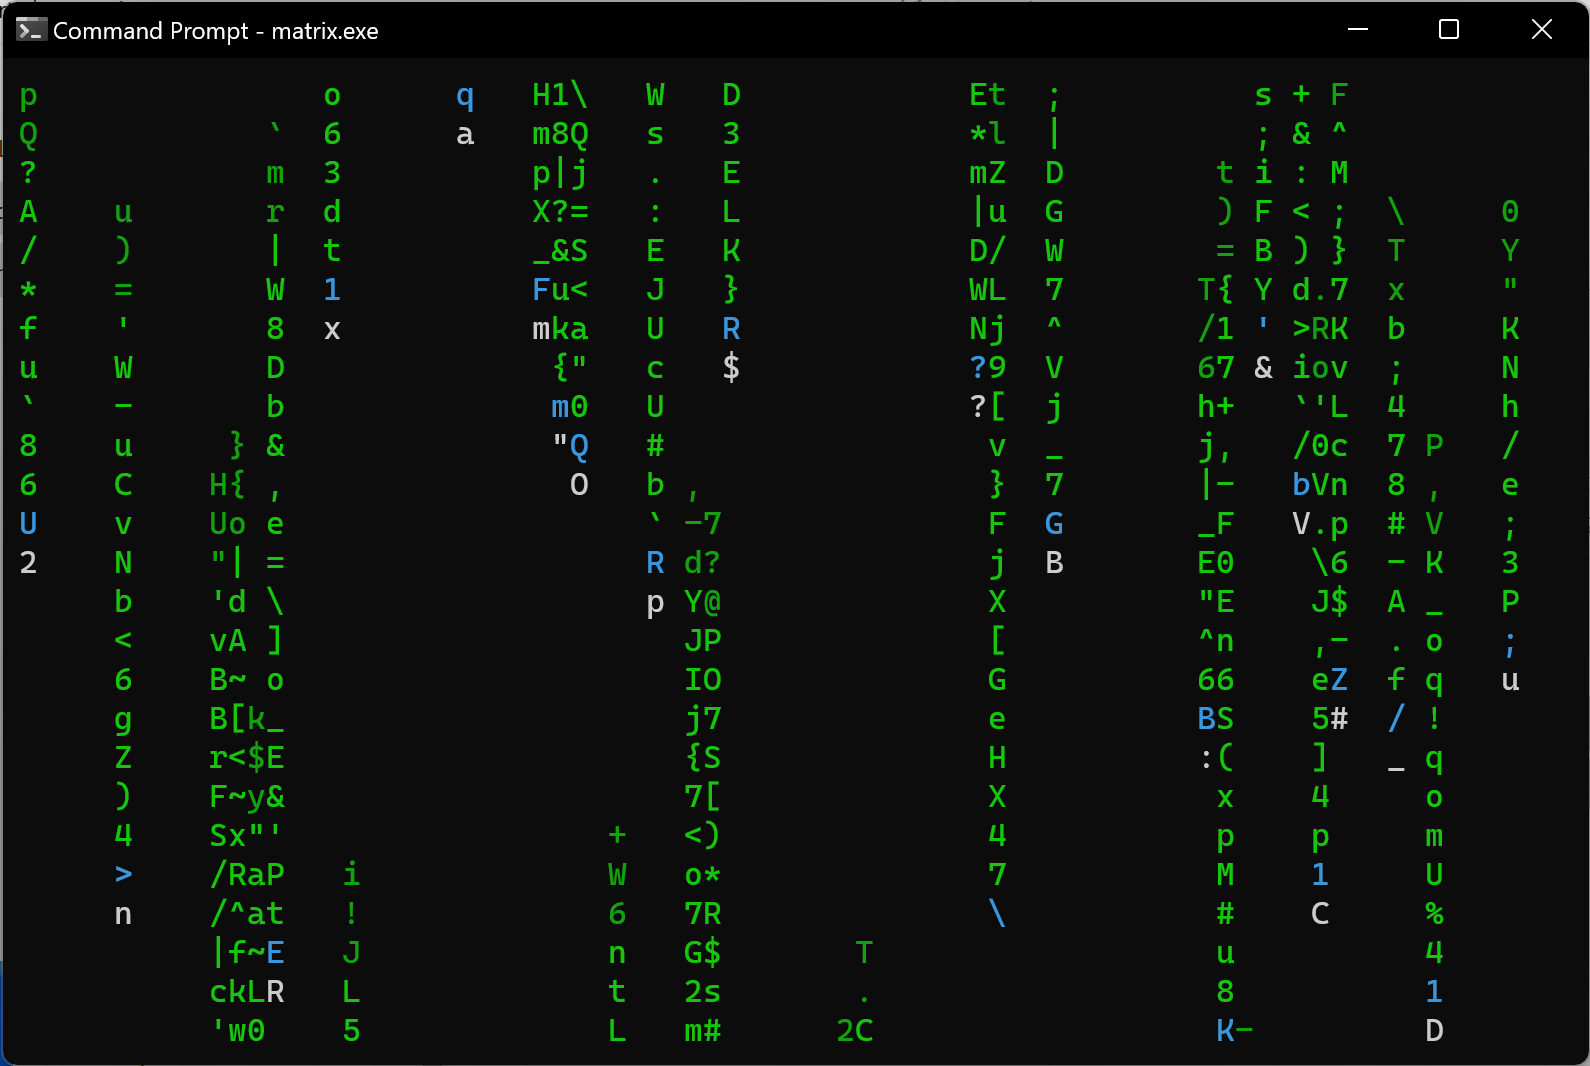 Command Prompt - matrix.exe
p o q H1\ W D Et ; s + F
Q ` 6 a m8Q s 3 *l | ; & ^
? m 3 p|j . E mZ D t i : M
A u r d X?= : L |u G ) F < ; \ 0
/ ) | t _&S E K D/ W = B ) } T Y
* = W 1 Fu< J } WL 7 T{ Y d.7 x "
f ' 8 x mka U R Nj ^ /1 ' >RK b K
u W D {" c $ ?9 V 67 & iov ; N
` - b m0 U ?[ j h+ `'L 4 h
8 u } & "Q # v _ j, /0c 7 P /
6 C H{ , O b , } 7 |- bVn 8 , e
U v Uo e ` -7 F G _F V.p # V ;
2 N "| = R d? j B E0 \6 - K 3
b 'd \ p Y@ X "E J$ A _ P
< vA ] JP [ ^n ,- . o ;
6 B~ o IO G 66 eZ f q u
g B[k_ j7 e BS 5# / !
Z r<$E {S H :( ] _ q
) F~y& 7[ X x 4 o
4 Sx"' + <) 4 p p m
> /RaP i W o* 7 M 1 U
n /^at ! 6 7R \ # C %
|f~E J n G$ T u 4
ckLR L t 2s . 8 1
'w0 5 L m# 2C K- D